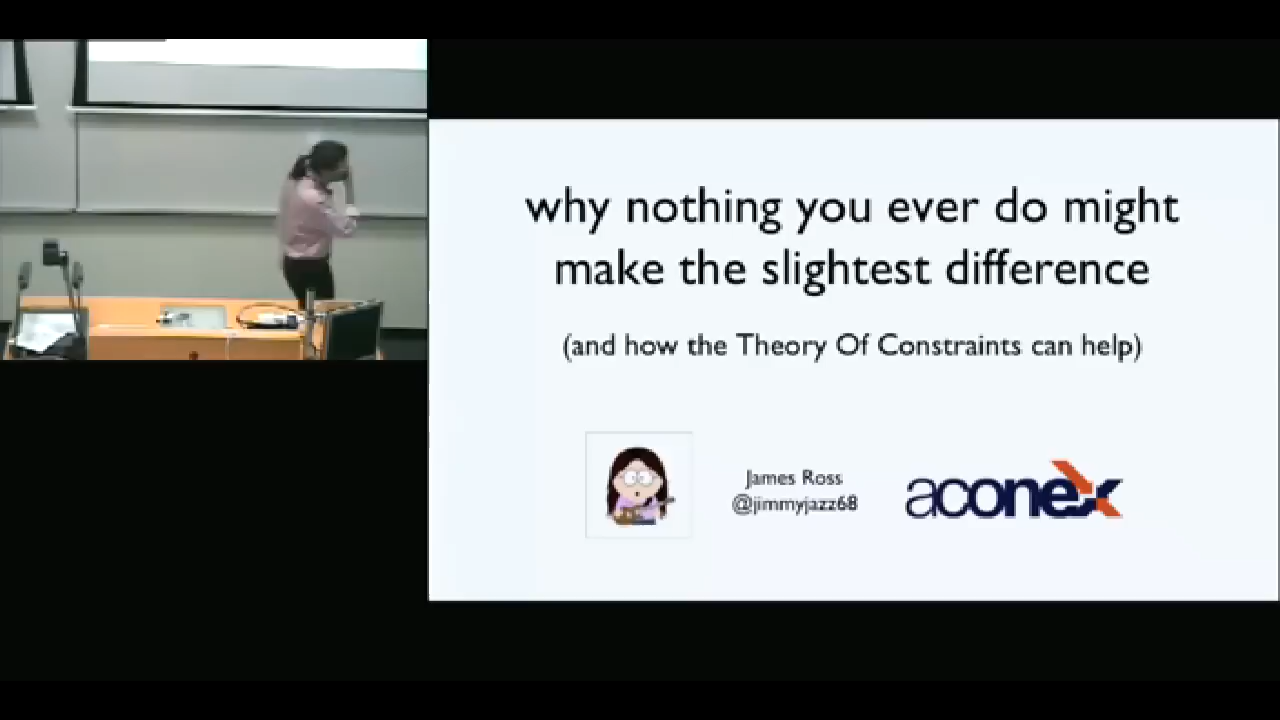 why nothing you ever do might
make the slightest difference
(and how the Theory Of Constraints can help)
James Ross
@jimmyjazz68
aconex